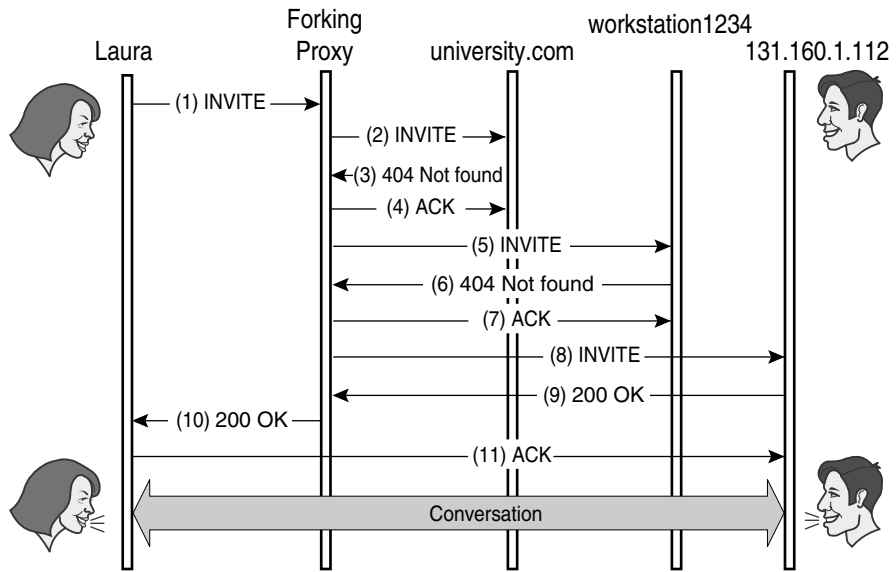 Laura
Forking
Proxy
university.com
workstation1234
131.160.1.112
(1) INVITE
(2) INVITE
(3) 404 Not found
(4) ACK
(5) INVITE
(6) 404 Not found
(7) ACK
(8) INVITE
(9) 200 OK
(10) 200 OK
(11) ACK
Conversation